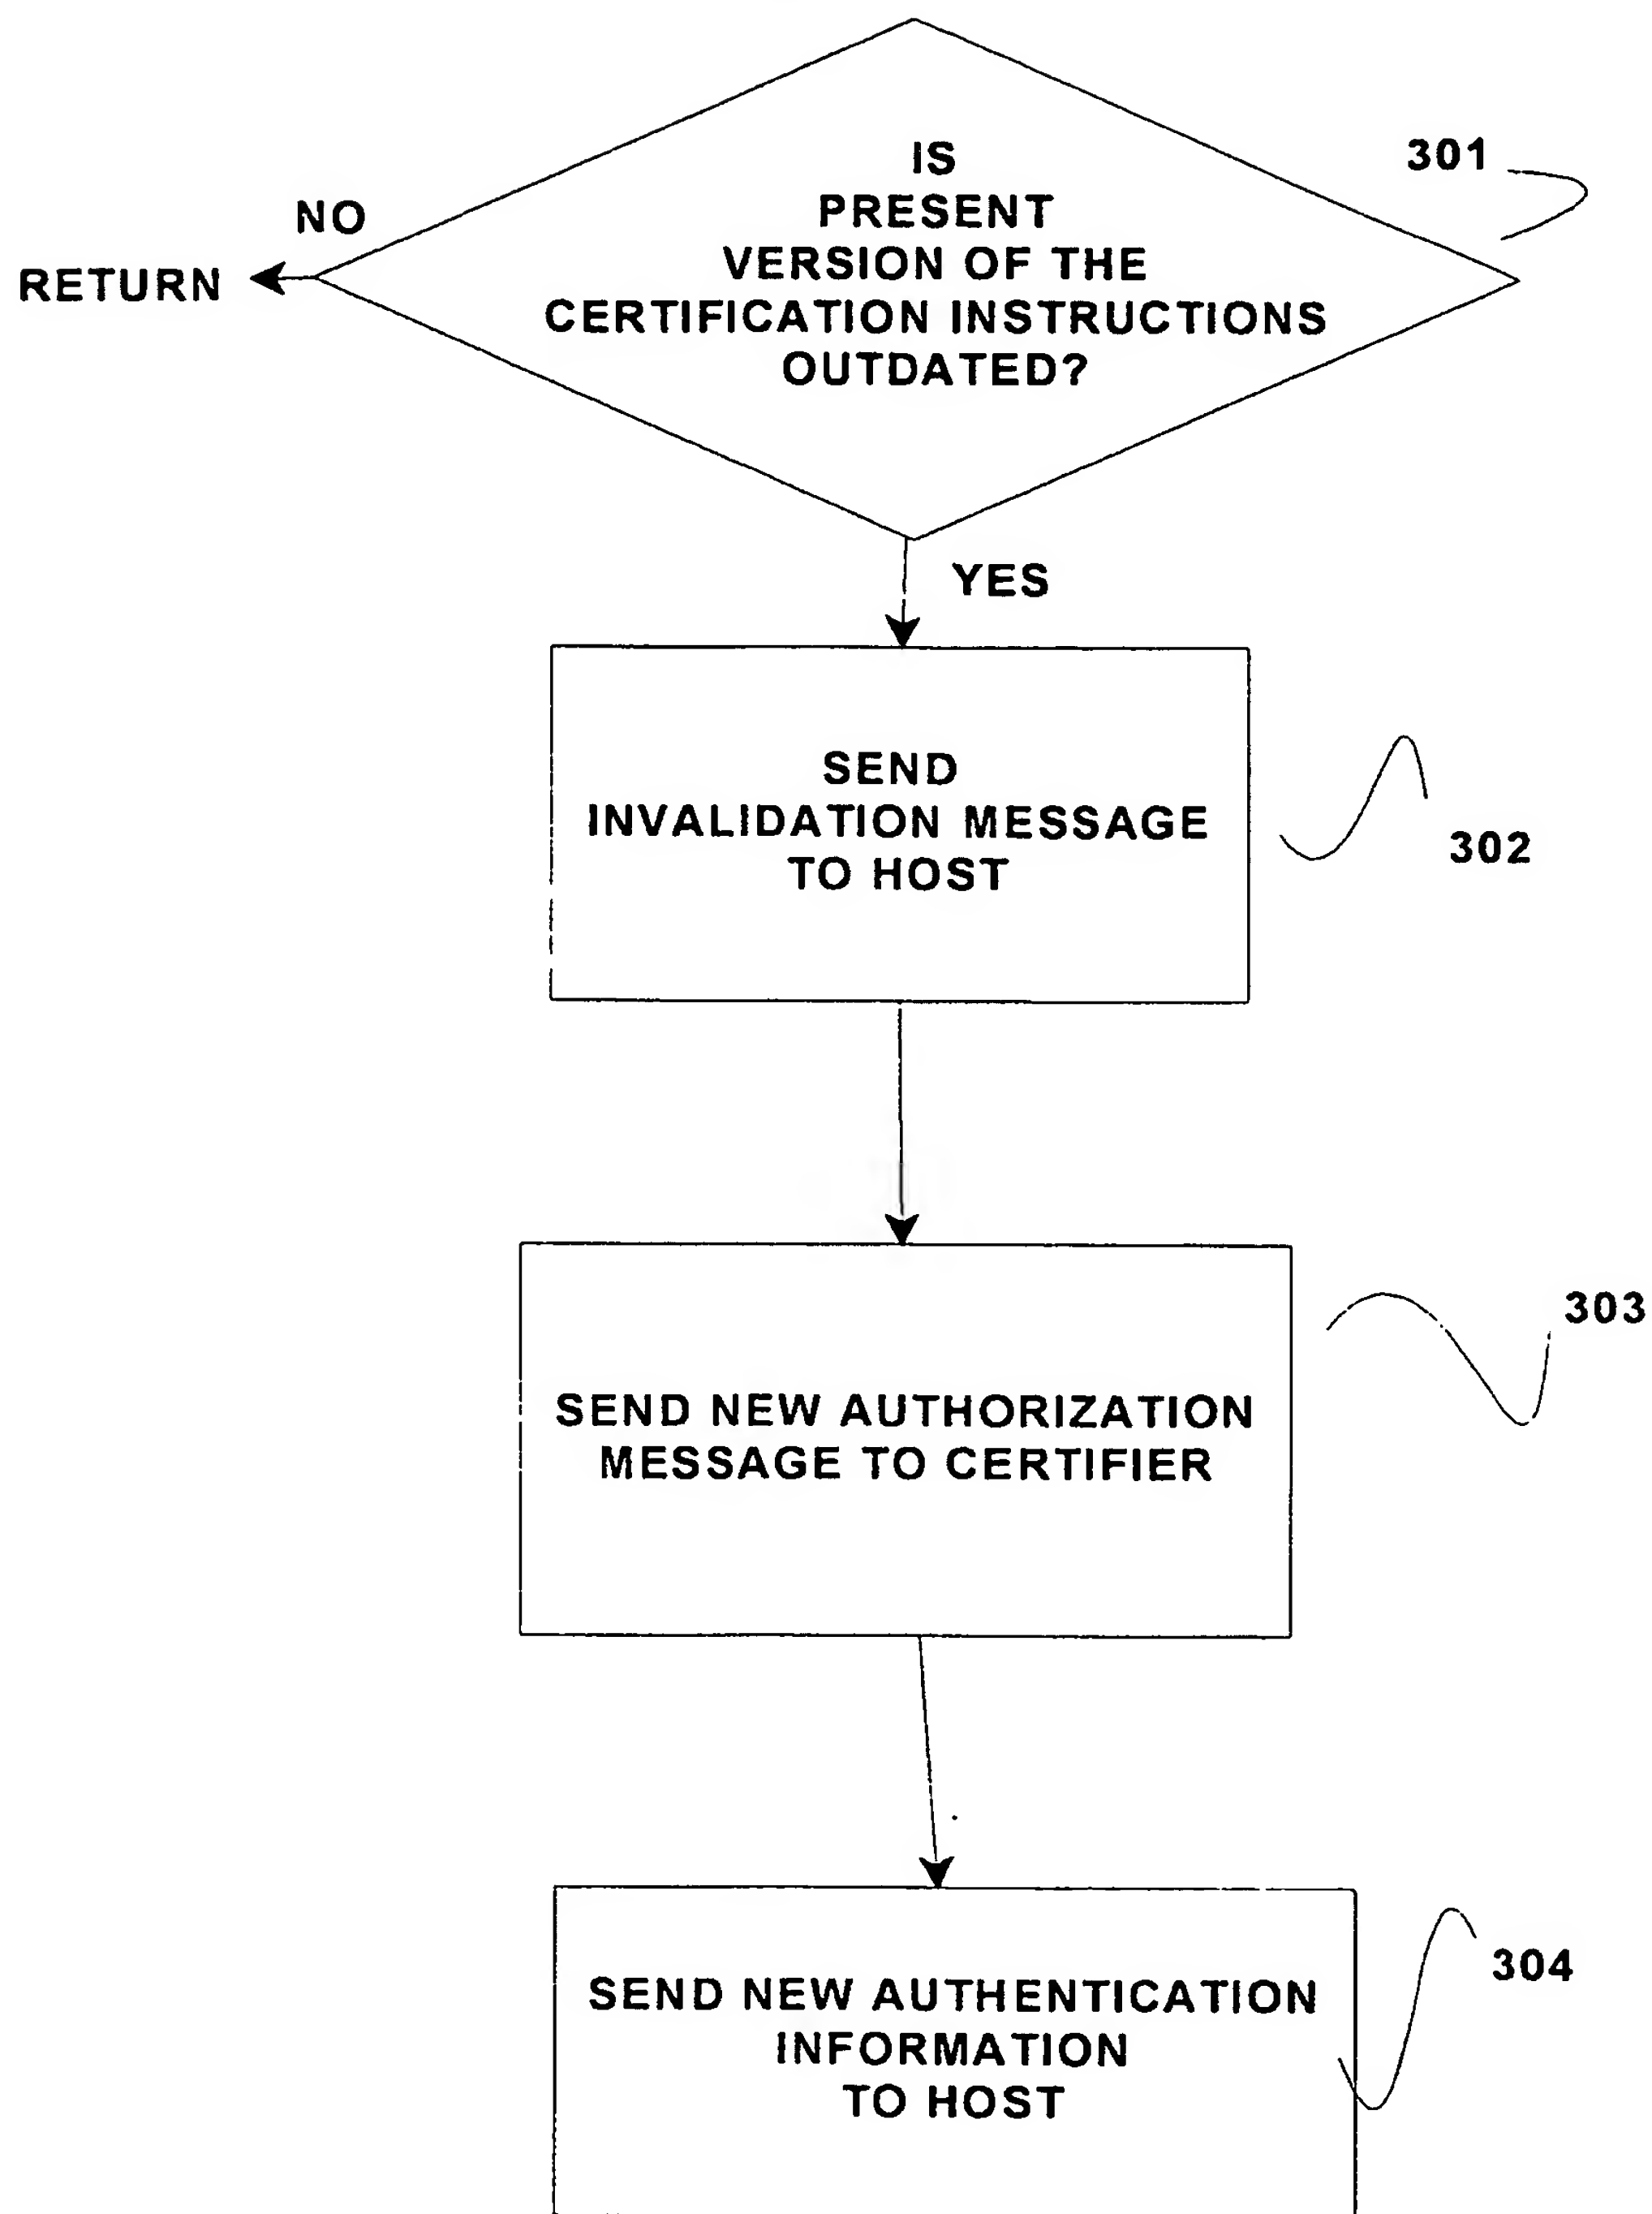 IS
PRESENT
VERSION OF THE
CERTIFICATION INSTRUCTIONS
OUTDATED?
301
NO
RETURN
YES
SEND
INVALIDATION MESSAGE
TO HOST
302
303
SEND NEW AUTHORIZATION
MESSAGE TO CERTIFIER
304
SEND NEW AUTHENTICATION
INFORMATION
TO HOST